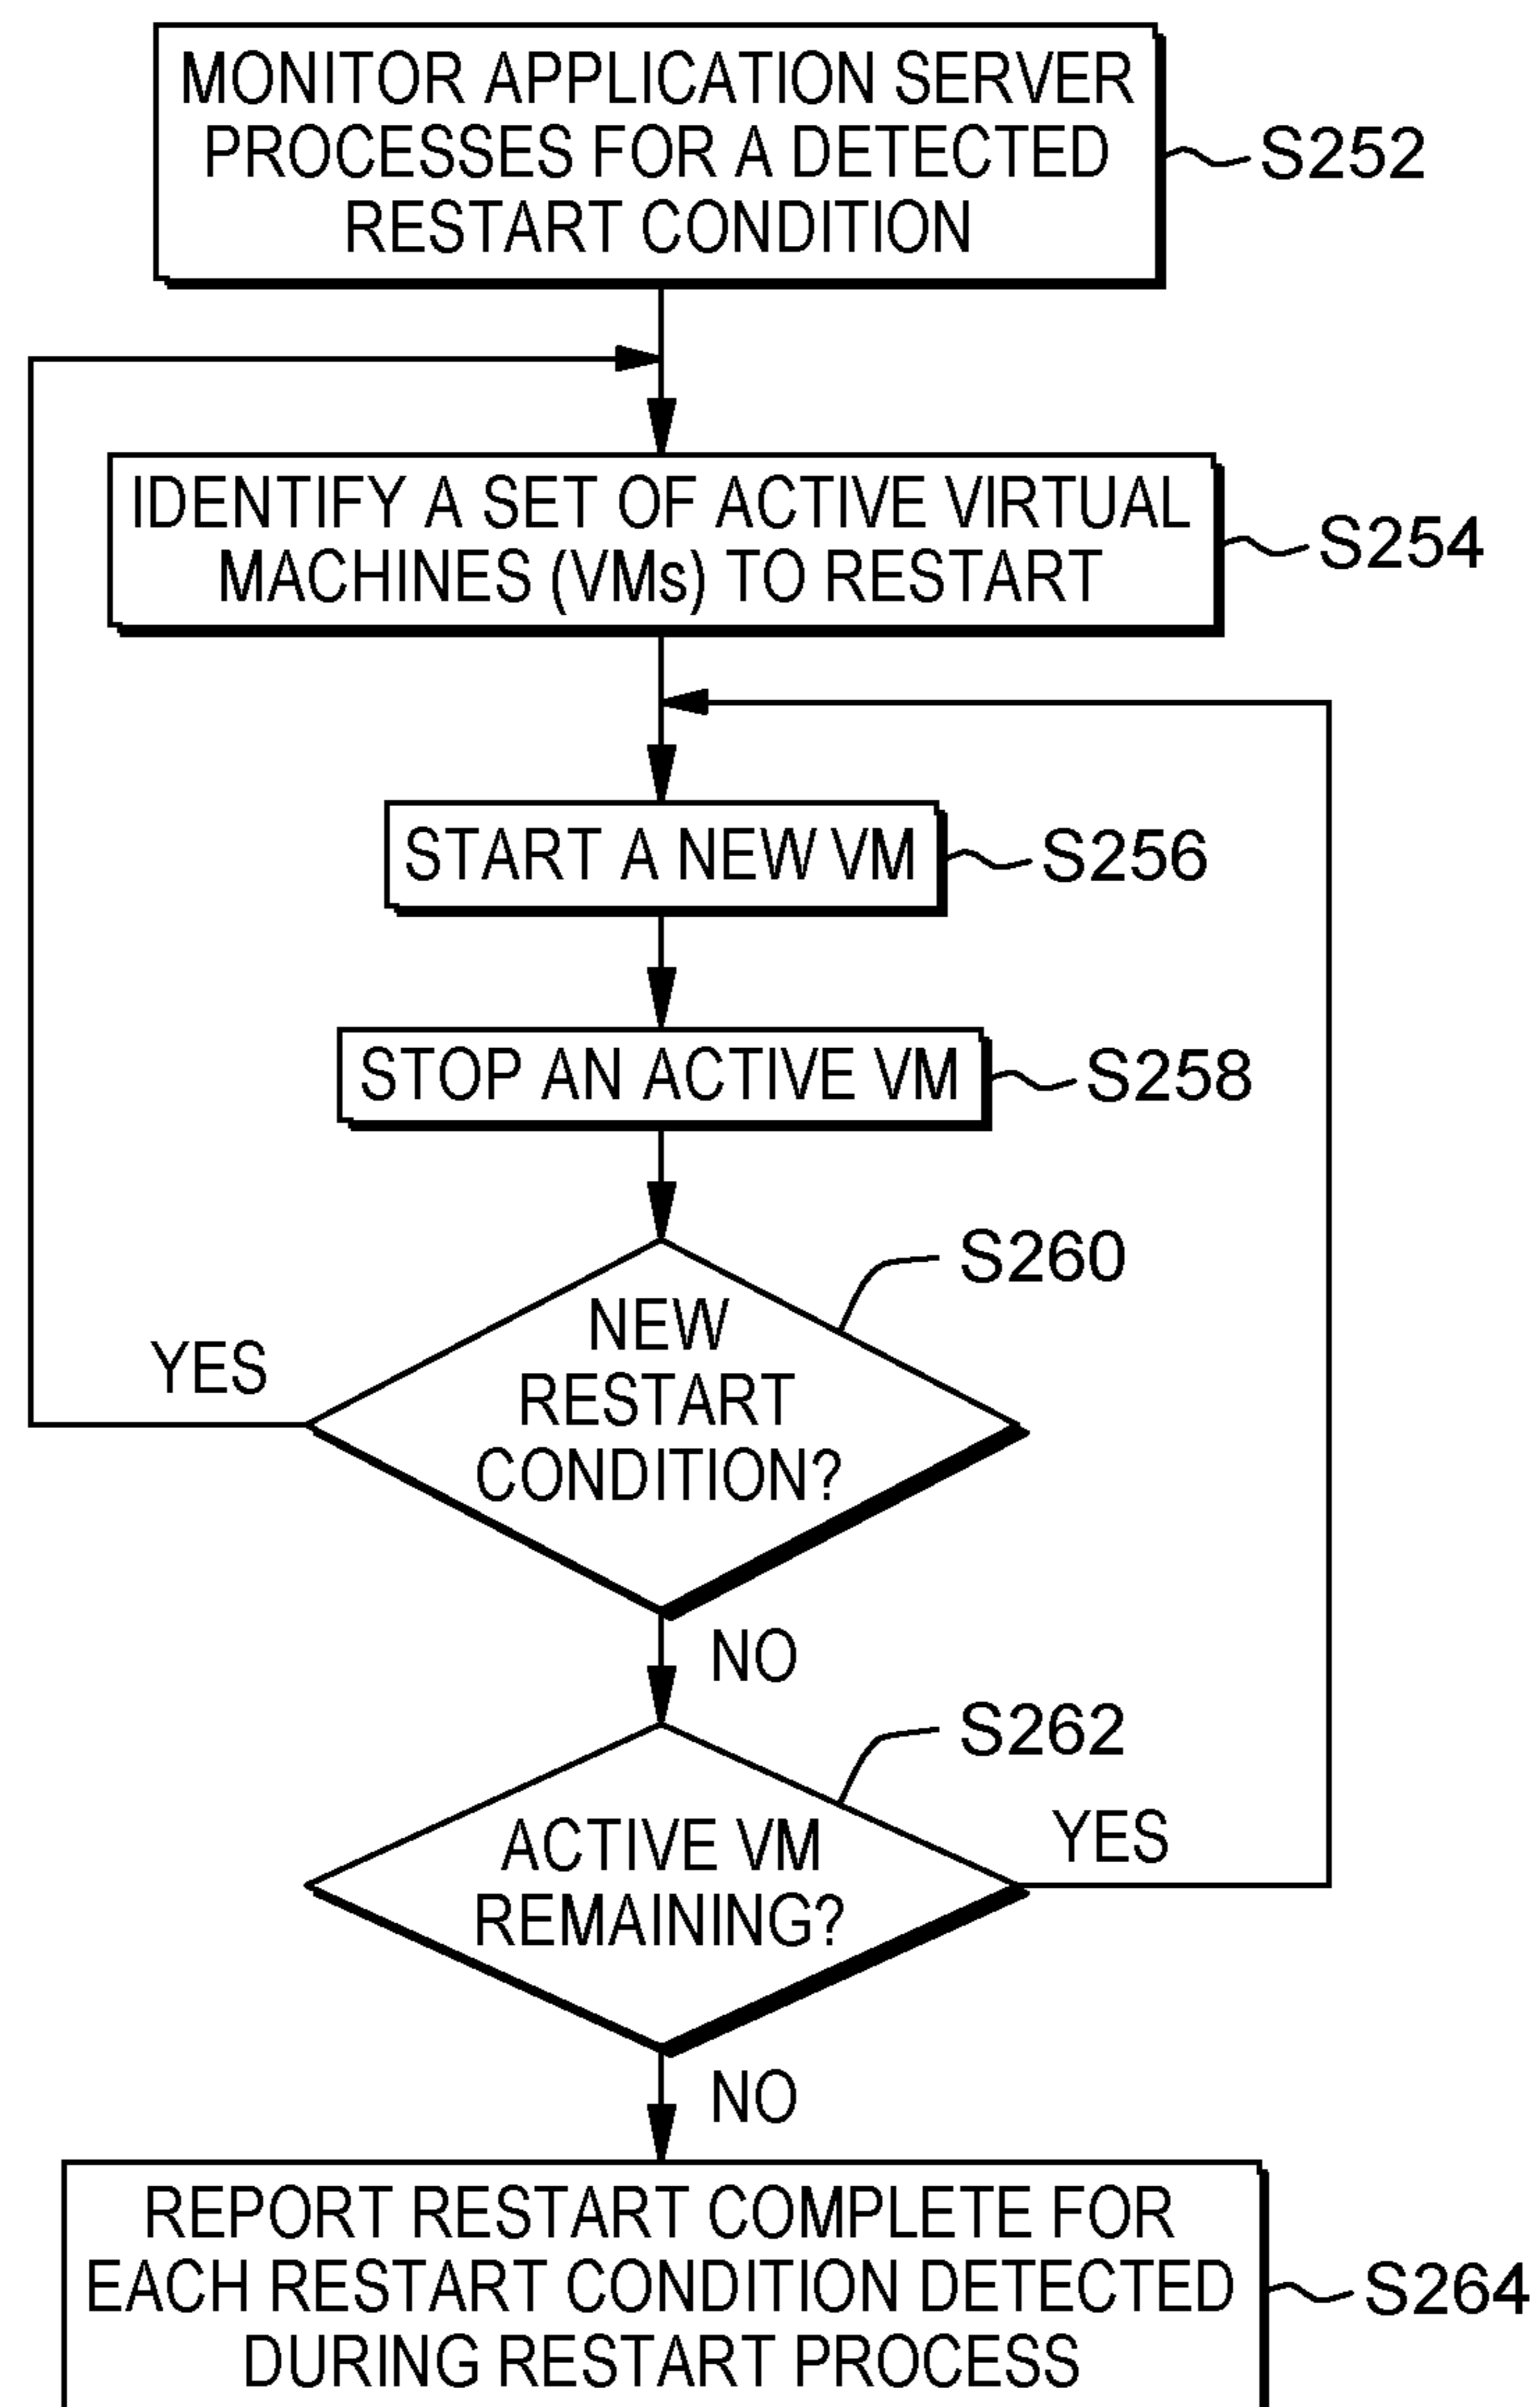 MONITOR APPLICATION SERVER
PROCESSES FOR A DETECTED
RESTART CONDITION
S252
IDENTIFY A SET OF ACTIVE VIRTUAL
MACHINES (VMs) TO RESTART
S254
START A NEW VM
S256
STOP AN ACTIVE VM
S258
S260
NEW
RESTART
CONDITION?
YES
NO
S262
ACTIVE VM
REMAINING?
YES
NO
REPORT RESTART COMPLETE FOR
EACH RESTART CONDITION DETECTED
DURING RESTART PROCESS
S264